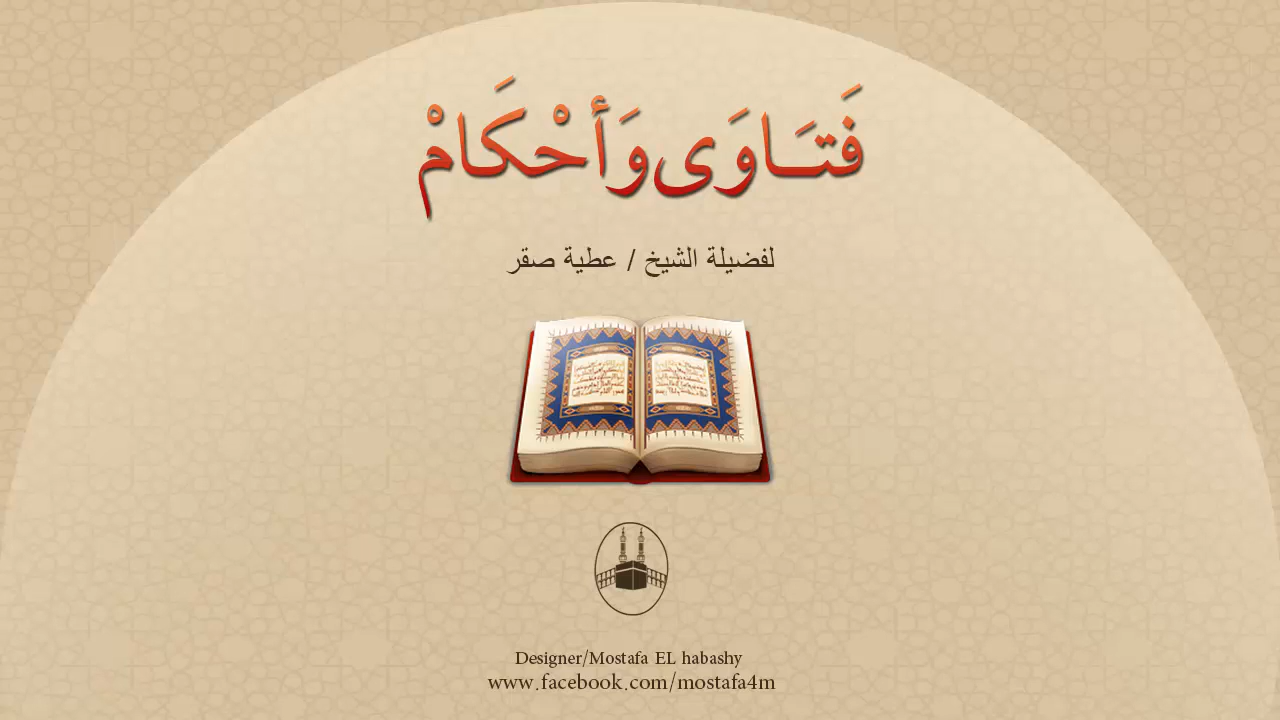 فَتَاوَى وَأَحْكَامْ
لفضيلة الشيخ / عطية صقر
Designer/Mostafa EL habashy
www.facebook.com/mostafa4m